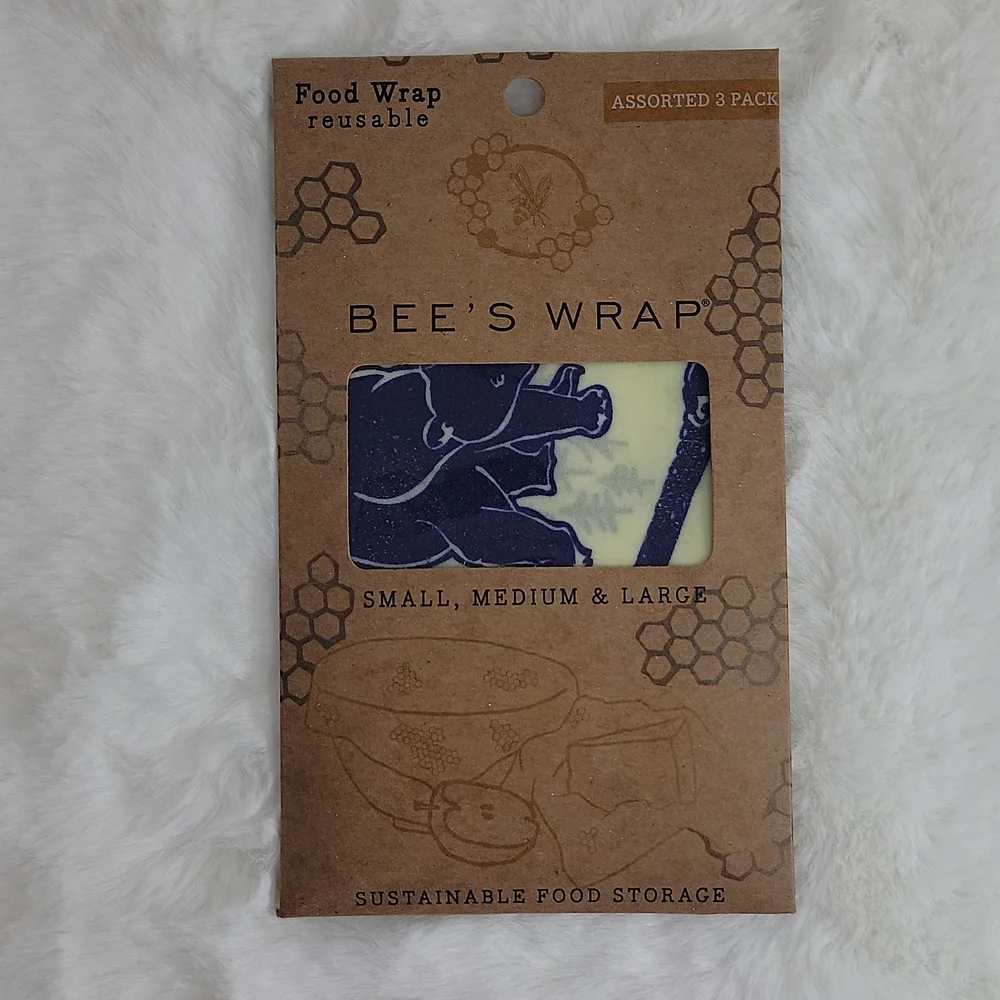 Food Wrap
reusable
ASSORTED 3 PACK
BEE'S WRAP®
SMALL, MEDIUM & LARGE
SUSTAINABLE FOOD STORAGE